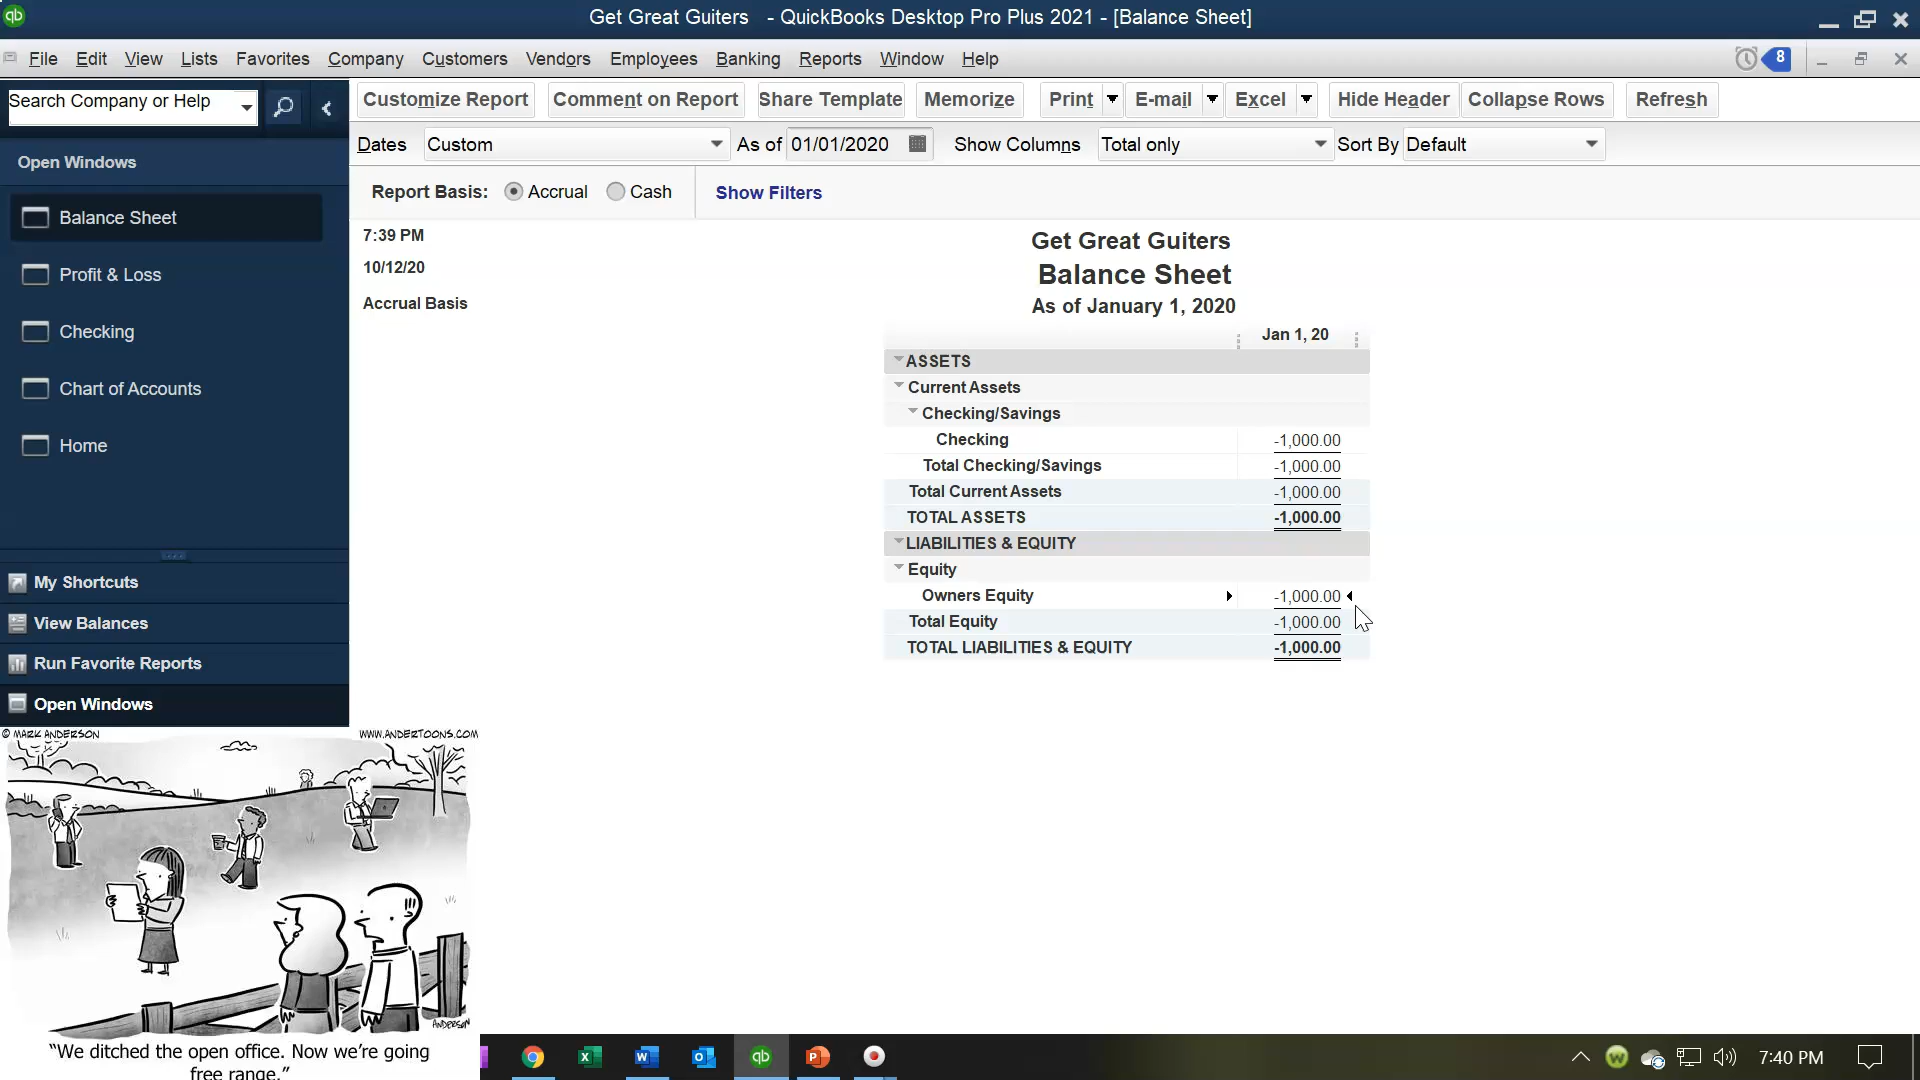 qb
Get Great Guiters - QuickBooks Desktop Pro Plus 2021 - [Balance Sheet]
File Edit View Lists Favorites Company Customers Vendors Employees Banking Reports Window Help
8
Search Company or Help
Customize Report Comment on Report Share Template Memorize Print E-mail Excel Hide Header Collapse Rows Refresh
Dates Custom As of 01/01/2020 Show Columns Total only Sort By Default
Report Basis: Accrual Cash Show Filters
Open Windows
Balance Sheet
Profit & Loss
Checking
Chart of Accounts
Home
My Shortcuts
View Balances
Run Favorite Reports
Open Windows
7:39 PM
10/12/20
Accrual Basis
Get Great Guiters
Balance Sheet
As of January 1, 2020
Jan 1, 20
ASSETS
Current Assets
Checking/Savings
Checking -1,000.00
Total Checking/Savings -1,000.00
Total Current Assets -1,000.00
TOTAL ASSETS -1,000.00
LIABILITIES & EQUITY
Equity
Owners Equity -1,000.00
Total Equity -1,000.00
TOTAL LIABILITIES & EQUITY -1,000.00
© MARK ANDERSON WWW.ANDERTOONS.COM
ANDERSON
"We ditched the open office. Now we're going
free range."
qb
7:40 PM